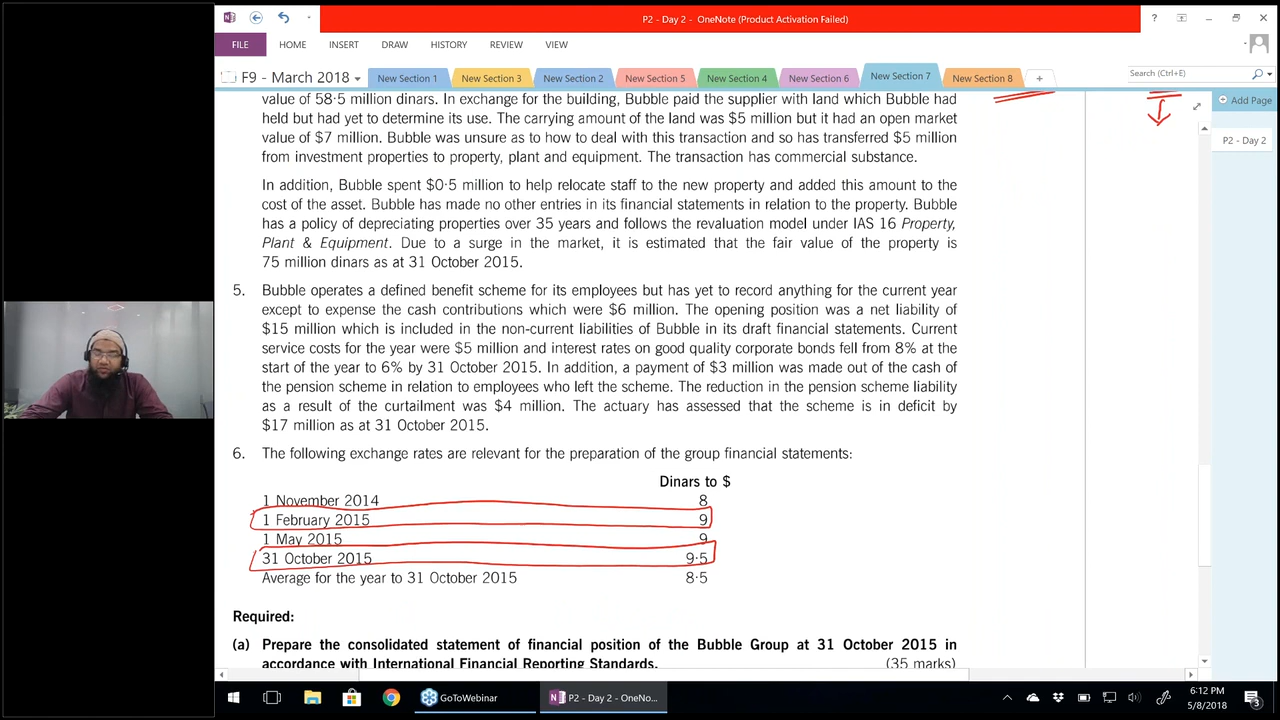 P2 - Day 2 - OneNote (Product Activation Failed)
FILE HOME INSERT DRAW HISTORY REVIEW VIEW
F9 - March 2018 New Section 1 New Section 3 New Section 2 New Section 5 New Section 4 New Section 6 New Section 7 New Section 8 Search (Ctrl+E)
Add Page
P2 - Day 2
value of 58·5 million dinars. In exchange for the building, Bubble paid the supplier with land which Bubble had
held but had yet to determine its use. The carrying amount of the land was $5 million but it had an open market
value of $7 million. Bubble was unsure as to how to deal with this transaction and so has transferred $5 million
from investment properties to property, plant and equipment. The transaction has commercial substance.
In addition, Bubble spent $0·5 million to help relocate staff to the new property and added this amount to the
cost of the asset. Bubble has made no other entries in its financial statements in relation to the property. Bubble
has a policy of depreciating properties over 35 years and follows the revaluation model under IAS 16 Property,
Plant & Equipment. Due to a surge in the market, it is estimated that the fair value of the property is
75 million dinars as at 31 October 2015.
5. Bubble operates a defined benefit scheme for its employees but has yet to record anything for the current year
except to expense the cash contributions which were $6 million. The opening position was a net liability of
$15 million which is included in the non-current liabilities of Bubble in its draft financial statements. Current
service costs for the year were $5 million and interest rates on good quality corporate bonds fell from 8% at the
start of the year to 6% by 31 October 2015. In addition, a payment of $3 million was made out of the cash of
the pension scheme in relation to employees who left the scheme. The reduction in the pension scheme liability
as a result of the curtailment was $4 million. The actuary has assessed that the scheme is in deficit by
$17 million as at 31 October 2015.
6. The following exchange rates are relevant for the preparation of the group financial statements:
Dinars to $
1 November 2014 8
1 February 2015 9
1 May 2015 9
31 October 2015 9·5
Average for the year to 31 October 2015 8·5
Required:
(a) Prepare the consolidated statement of financial position of the Bubble Group at 31 October 2015 in
accordance with International Financial Reporting Standards. (35 marks)
GoToWebinar P2 - Day 2 - OneNo...
6:12 PM
5/8/2018
3